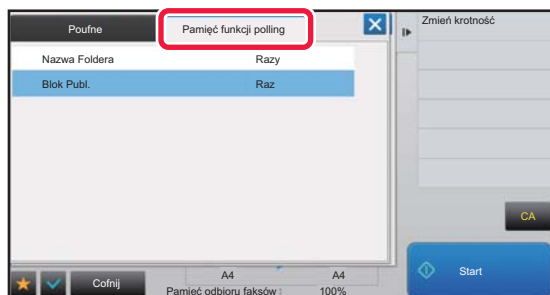 Poufne
Pamięć funkcji polling
Zmień krotność
Nazwa Foldera
Razy
Blok Publ.
Raz
CA
Cofnij
A4
A4
Pamięć odbioru faksów :
100%
Start